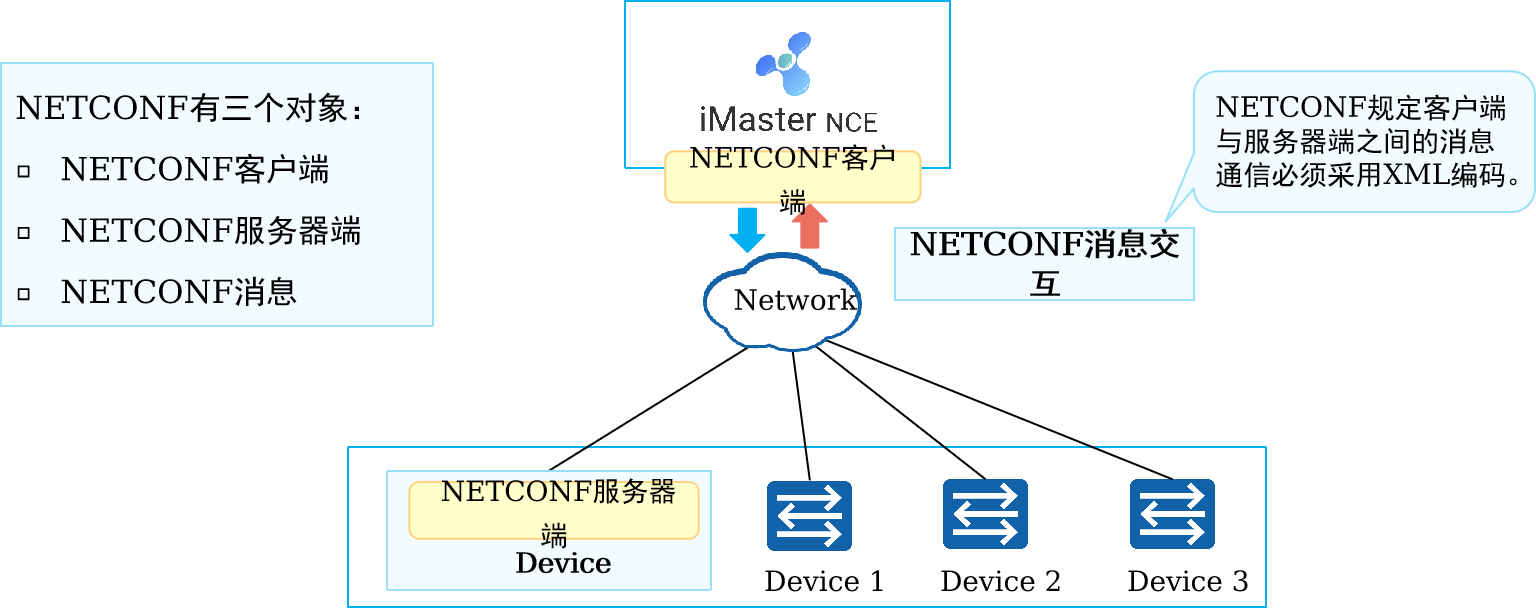 NETCONF有三个对象：
▫ NETCONF客户端
▫ NETCONF服务器端
▫ NETCONF消息
iMaster NCE
NETCONF客户
端
NETCONF规定客户端
与服务器端之间的消息
通信必须采用XML编码。
NETCONF消息交
互
Network
NETCONF服务器
端
Device
Device 1
Device 2
Device 3